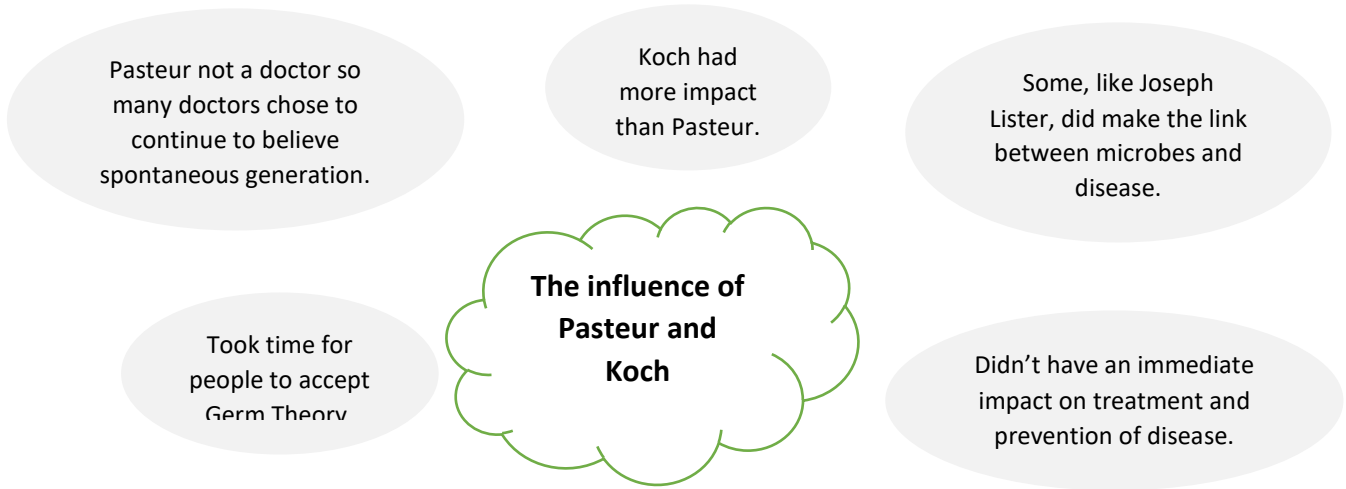 Pasteur not a doctor so
many doctors chose to
continue to believe
spontaneous generation.
Koch had
more impact
than Pasteur.
Some, like Joseph
Lister, did make the link
between microbes and
disease.
The influence of
Pasteur and
Koch
Took time for
people to accept
Germ Theory
Didn’t have an immediate
impact on treatment and
prevention of disease.